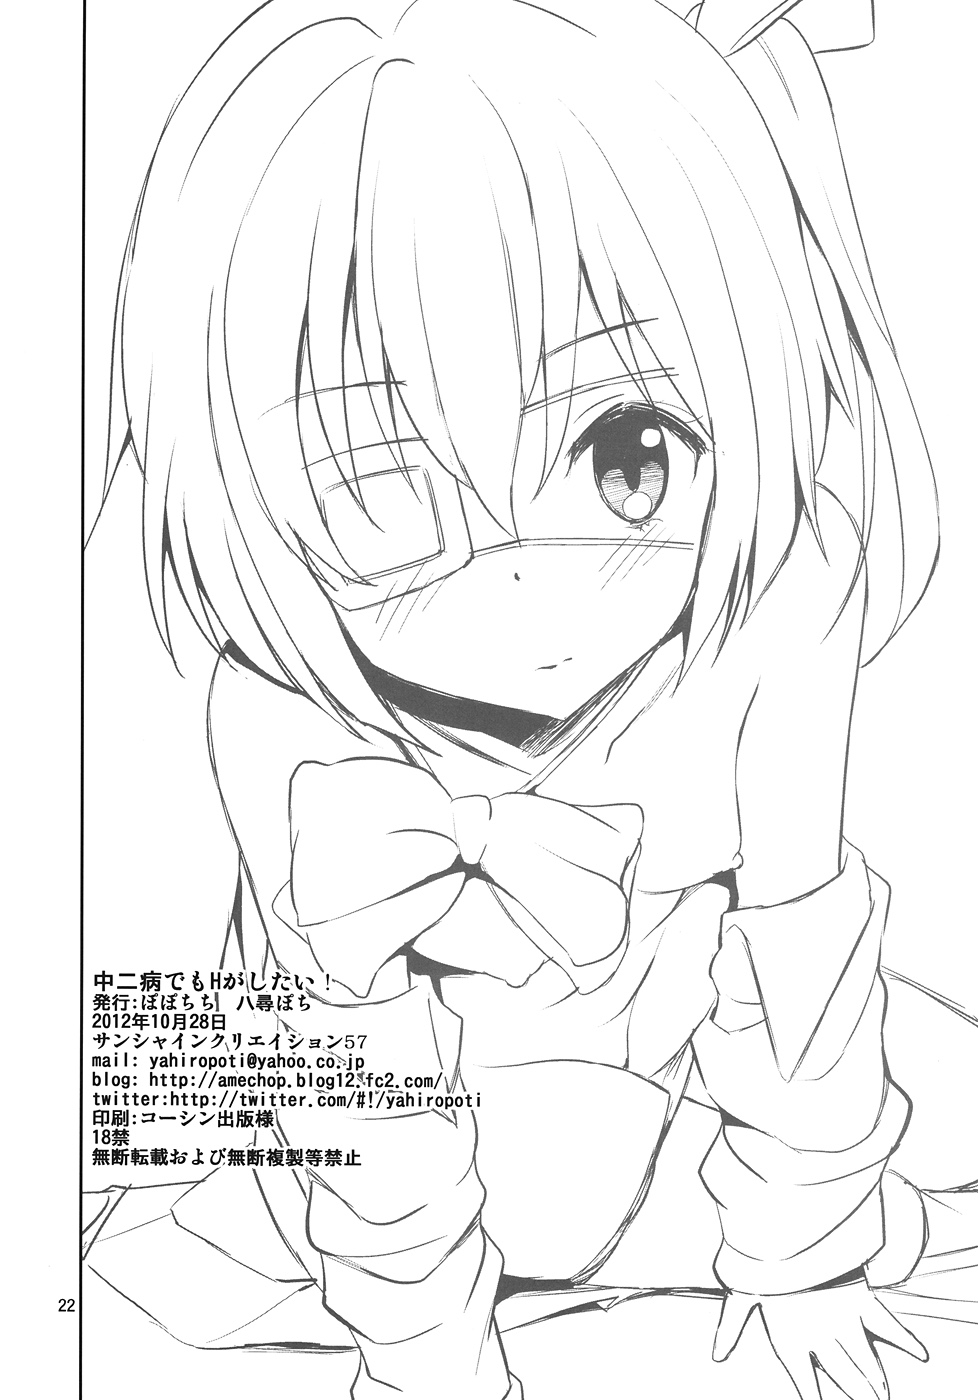 中二病でもHがしたい!
発行:ぽぽちち 八尋ぽち
2012年10月28日
サンシャインクリエイション57
mail: yahiropoti@yahoo.co.jp
blog: http://amechop.blog12.fc2.com/
twitter:http://twitter.com/#!/yahiropoti
印刷:コーシン出版様
18禁
無断転載および無断複製等禁止
22